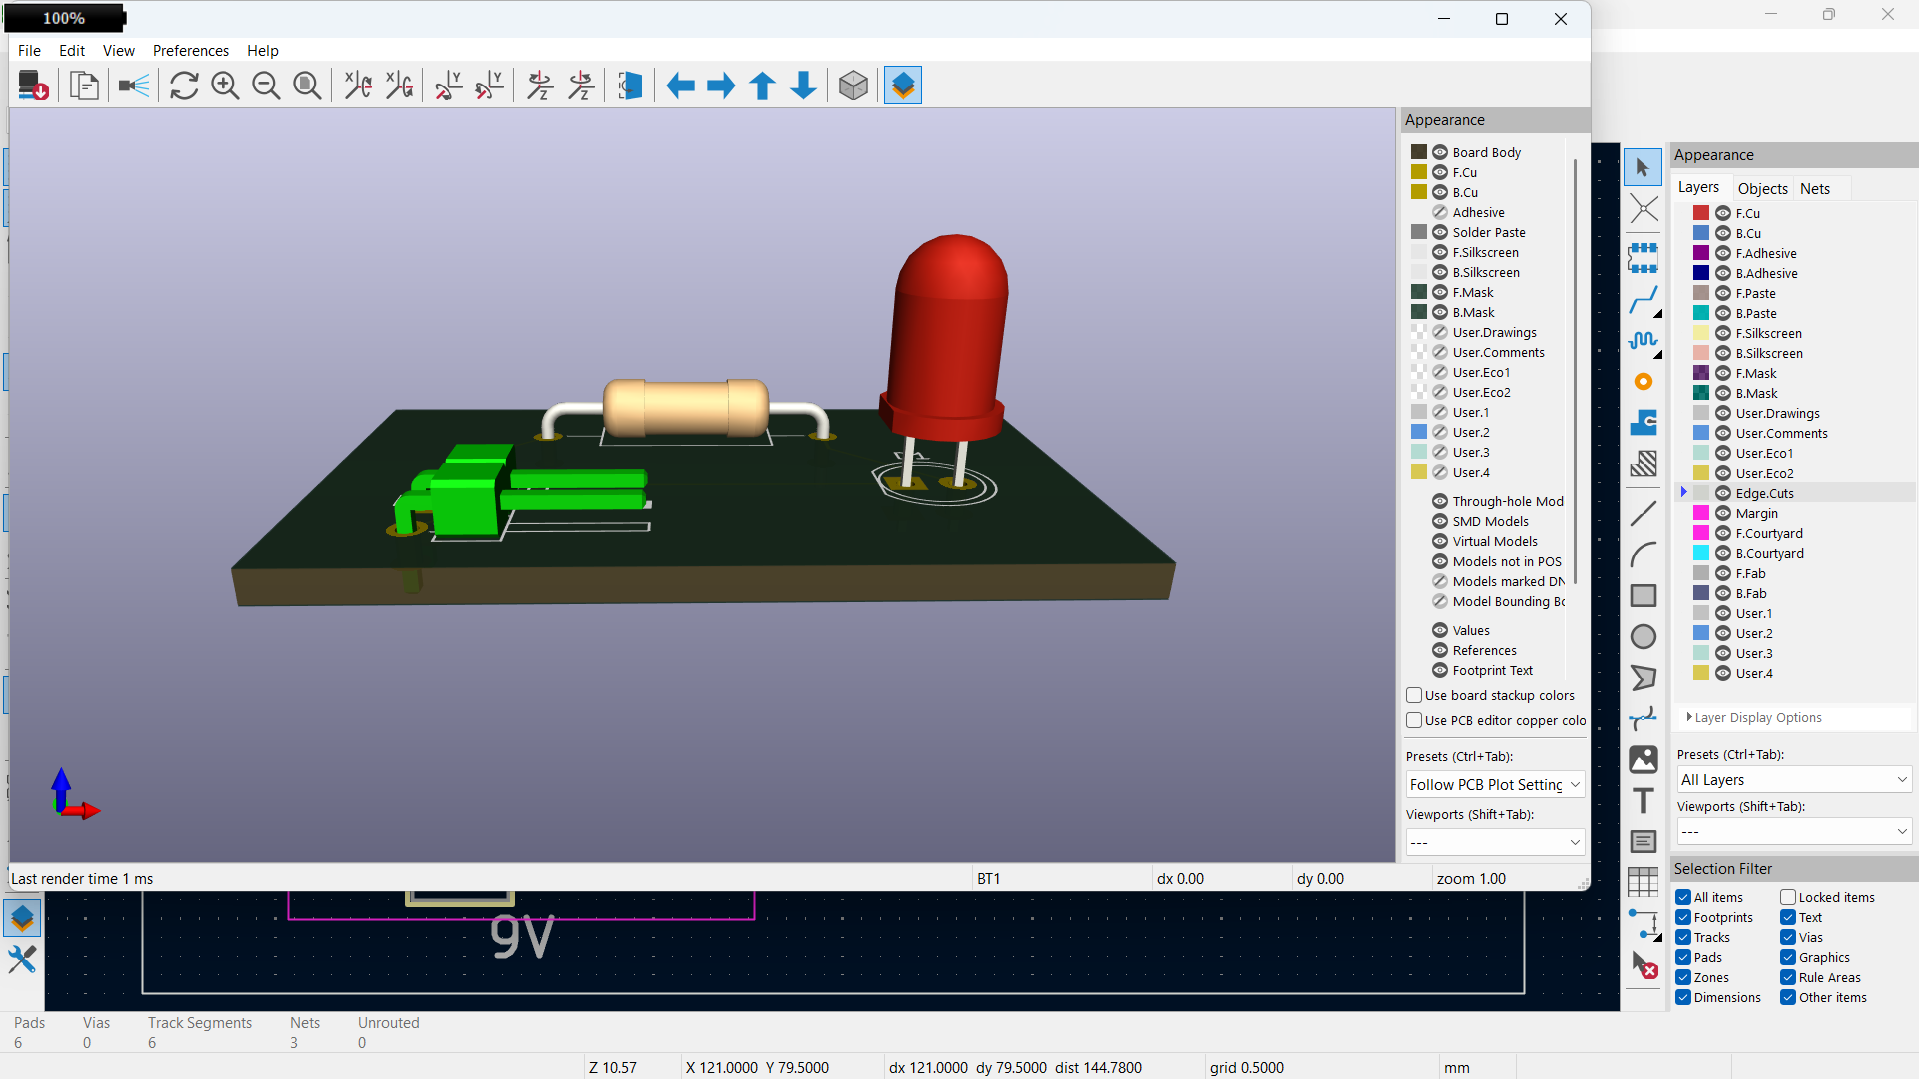 100%
File Edit View Preferences Help
Appearance
Board Body
F.Cu
B.Cu
Adhesive
Solder Paste
F.Silkscreen
B.Silkscreen
F.Mask
B.Mask
User.Drawings
User.Comments
User.Eco1
User.Eco2
User.1
User.2
User.3
User.4
Through-hole Mod
SMD Models
Virtual Models
Models not in POS
Models marked DN
Model Bounding Bo
Values
References
Footprint Text
Use board stackup colors
Use PCB editor copper colo
Presets (Ctrl+Tab):
Follow PCB Plot Setting
Viewports (Shift+Tab):
---
Last render time 1 ms BT1 dx 0.00 dy 0.00 zoom 1.00
9V
Appearance
Layers Objects Nets
F.Cu
B.Cu
F.Adhesive
B.Adhesive
F.Paste
B.Paste
F.Silkscreen
B.Silkscreen
F.Mask
B.Mask
User.Drawings
User.Comments
User.Eco1
User.Eco2
Edge.Cuts
Margin
F.Courtyard
B.Courtyard
F.Fab
B.Fab
User.1
User.2
User.3
User.4
Layer Display Options
Presets (Ctrl+Tab):
All Layers
Viewports (Shift+Tab):
---
Selection Filter
All items Locked items
Footprints Text
Tracks Vias
Pads Graphics
Zones Rule Areas
Dimensions Other items
Pads Vias Track Segments Nets Unrouted
6 0 6 3 0
Z 10.57 X 121.0000 Y 79.5000 dx 121.0000 dy 79.5000 dist 144.7800 grid 0.5000 mm